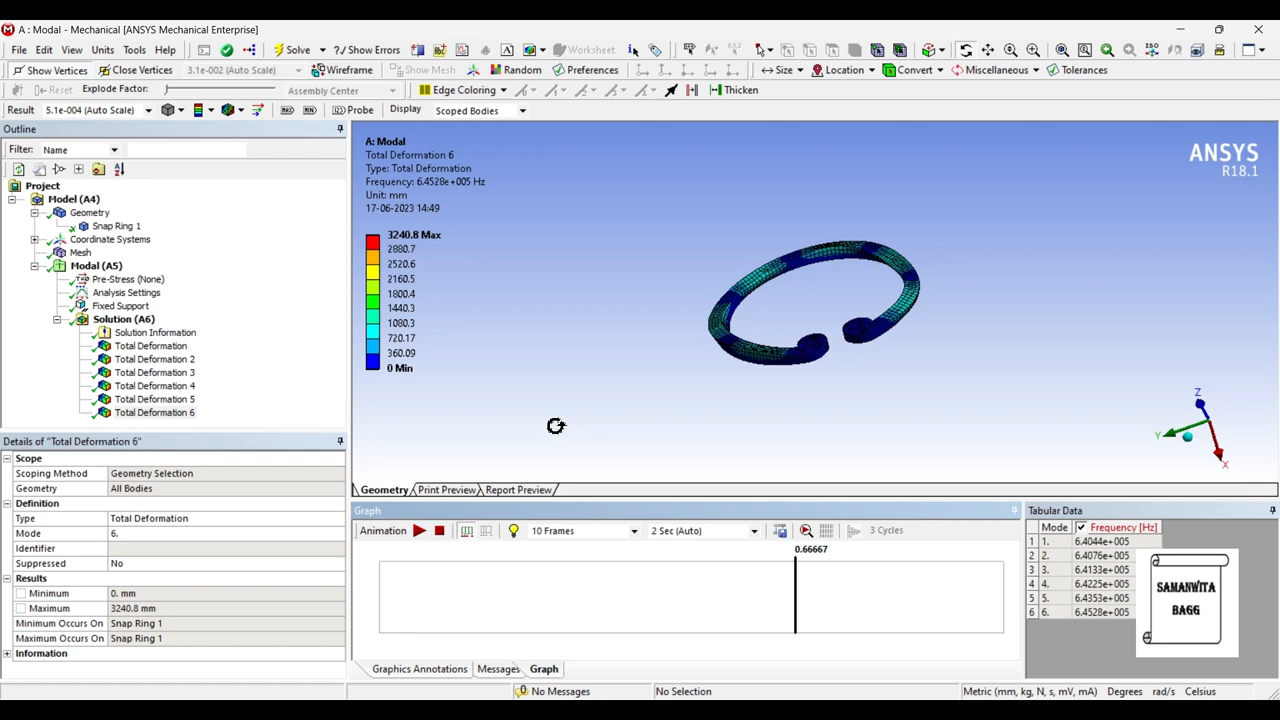 A : Modal - Mechanical [ANSYS Mechanical Enterprise]
File Edit View Units Tools Help Solve ?/ Show Errors Worksheet
Show Vertices Close Vertices 3.1e-002 (Auto Scale) Wireframe Show Mesh Random Preferences Size Location Convert Miscellaneous Tolerances
Reset Explode Factor: Assembly Center Edge Coloring Thicken
Result 5.1e-004 (Auto Scale) MAX MIN Probe Display Scoped Bodies
Outline
Filter: Name
Project
Model (A4)
Geometry
Snap Ring 1
Coordinate Systems
Mesh
Modal (A5)
Pre-Stress (None)
Analysis Settings
Fixed Support
Solution (A6)
Solution Information
Total Deformation
Total Deformation 2
Total Deformation 3
Total Deformation 4
Total Deformation 5
Total Deformation 6
Details of "Total Deformation 6"
Scope
Scoping Method Geometry Selection
Geometry All Bodies
Definition
Type Total Deformation
Mode 6.
Identifier
Suppressed No
Results
Minimum 0. mm
Maximum 3240.8 mm
Minimum Occurs On Snap Ring 1
Maximum Occurs On Snap Ring 1
Information
A: Modal
Total Deformation 6
Type: Total Deformation
Frequency: 6.4528e+005 Hz
Unit: mm
17-06-2023 14:49
3240.8 Max
2880.7
2520.6
2160.5
1800.4
1440.3
1080.3
720.17
360.09
0 Min
ANSYS
R18.1
Z
Y
X
Geometry Print Preview Report Preview
Graph
Animation 10 Frames 2 Sec (Auto) 3 Cycles
0.66667
Graphics Annotations Messages Graph
Tabular Data
Mode Frequency [Hz]
1 1. 6.4044e+005
2 2. 6.4076e+005
3 3. 6.4133e+005
4 4. 6.4225e+005
5 5. 6.4353e+005
6 6. 6.4528e+005
SAMANWITA
BAGG
No Messages No Selection Metric (mm, kg, N, s, mV, mA) Degrees rad/s Celsius